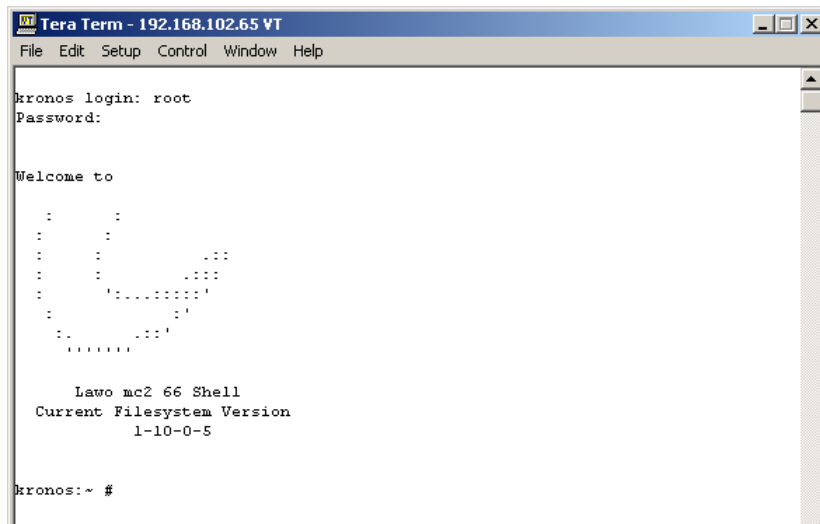 Tera Term - 192.168.102.65 VT
File Edit Setup Control Window Help
kronos login: root
Password:
Welcome to
   :       :
  :       :
  :      :           .::
  :      :         .:::
  :       ':...:::::'
   :             :'
    :.       .::'
     '''''''
Lawo mc2 66 Shell
Current Filesystem Version
1-10-0-5
kronos:~ #